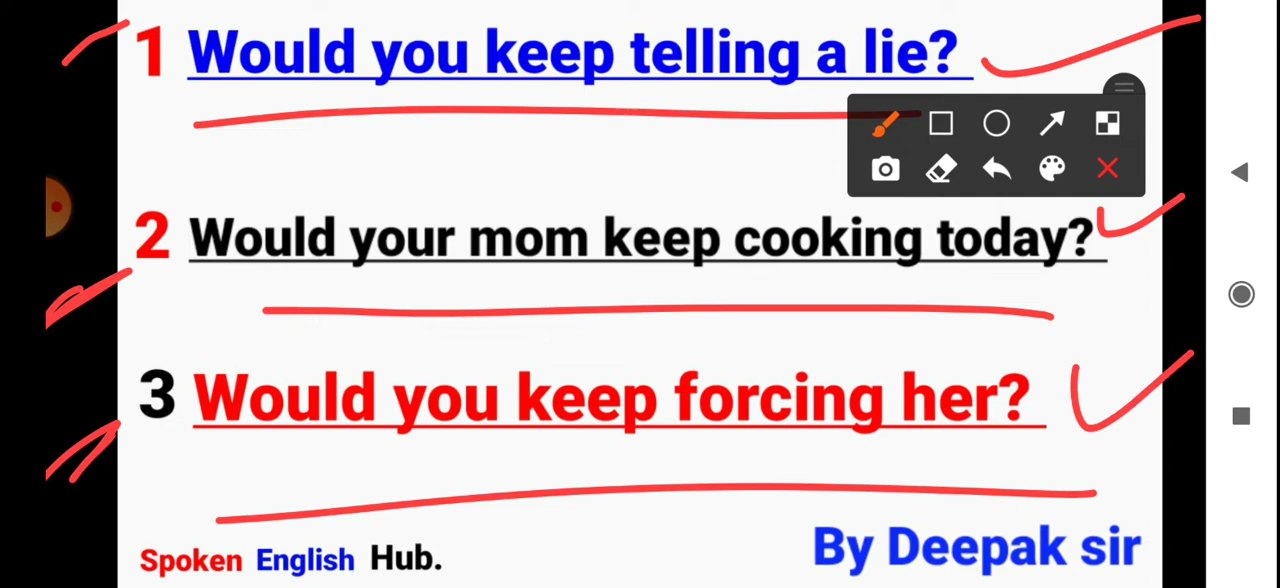 1 Would you keep telling a lie?
2 Would your mom keep cooking today?
3 Would you keep forcing her?
Spoken English Hub.
By Deepak sir